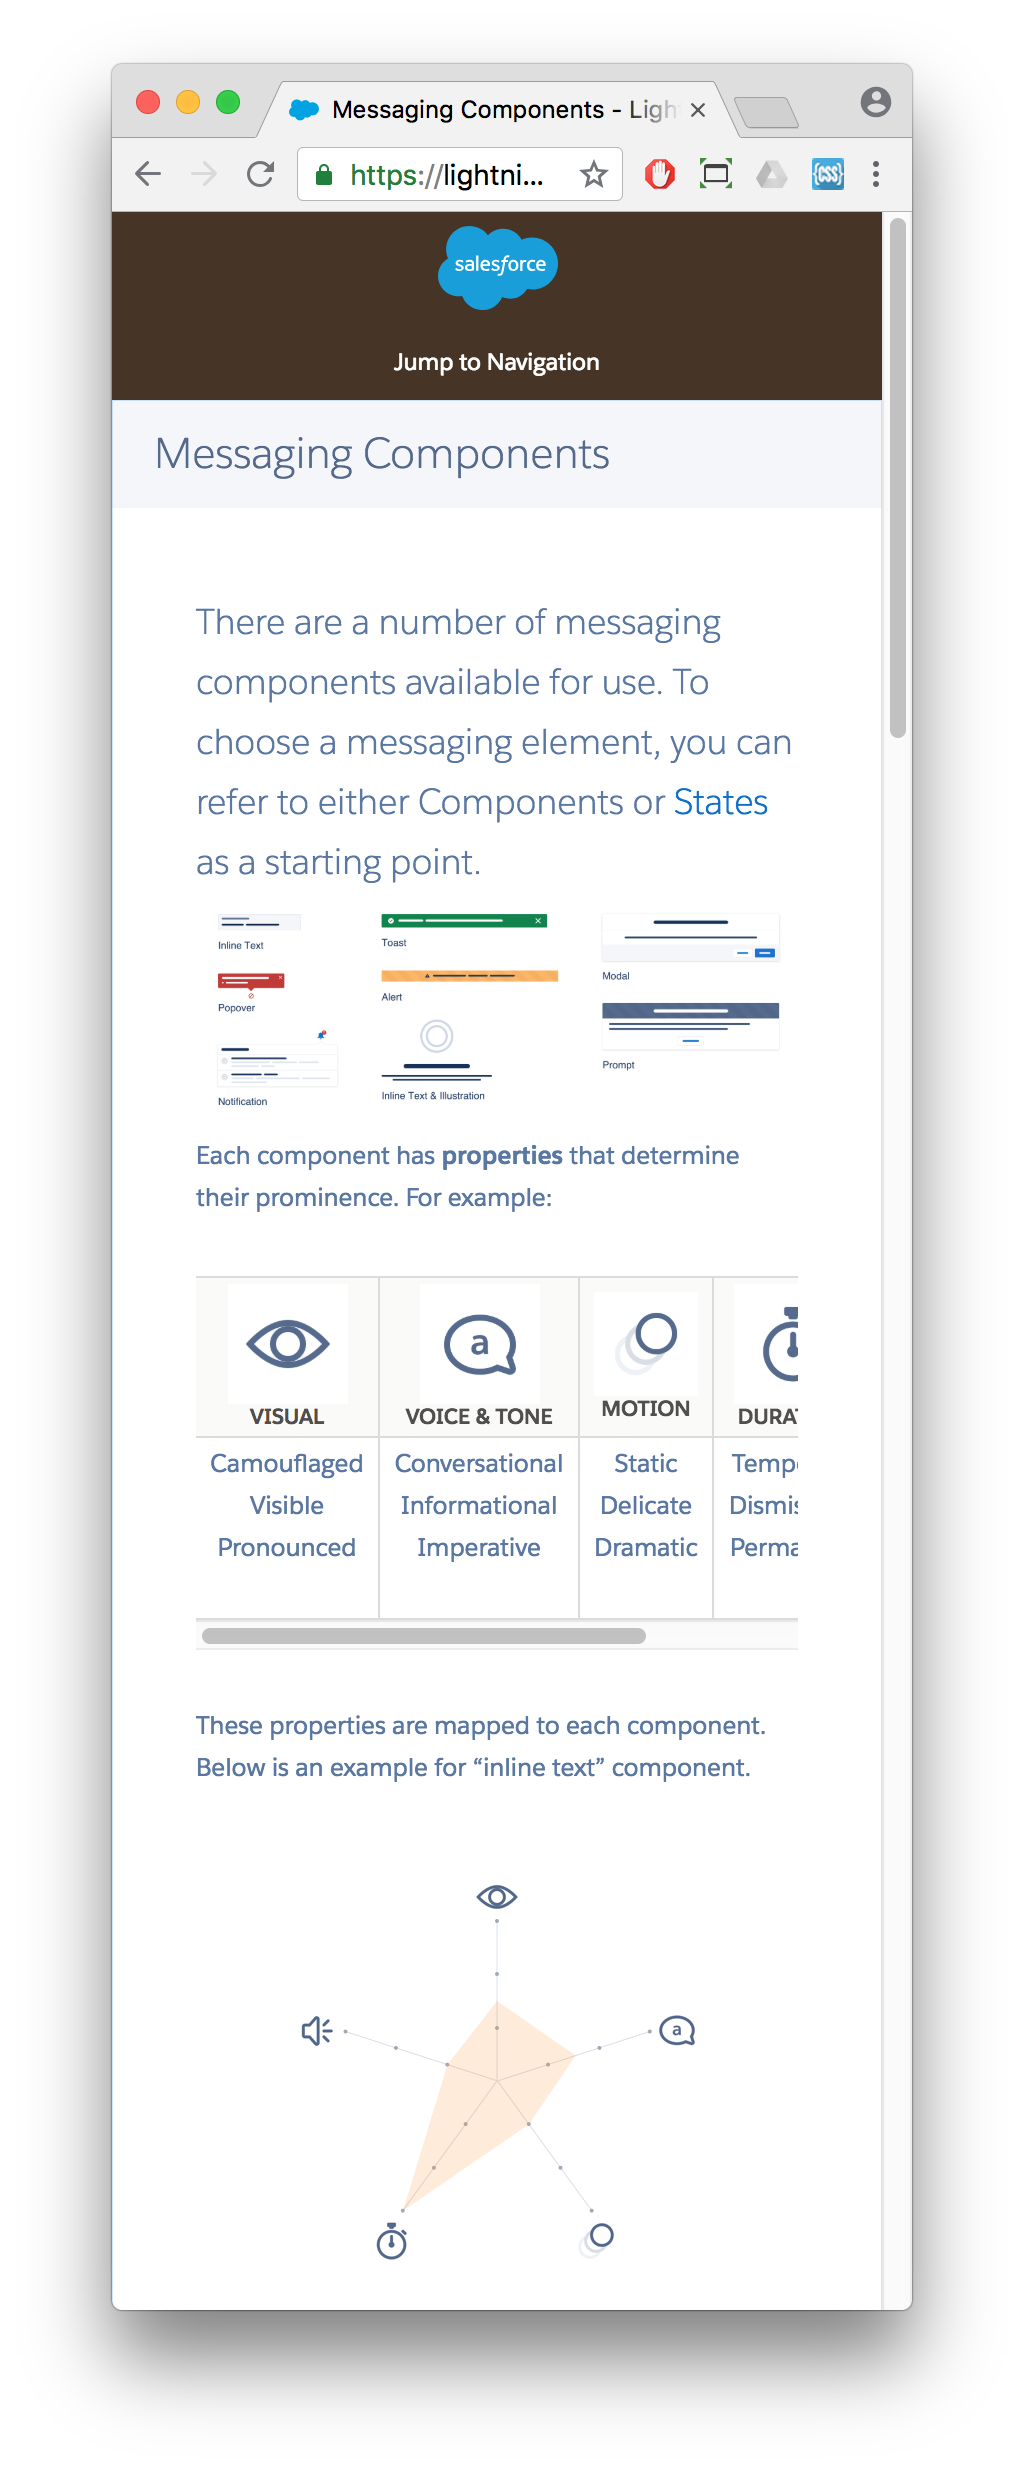 Messaging Components - Ligh
https://lightni...
{css}
salesforce
Jump to Navigation
Messaging Components
There are a number of messaging
components available for use. To
choose a messaging element, you can
refer to either Components or States
as a starting point.
Inline Text
Toast
Modal
Popover
Alert
Prompt
Notification
Inline Text & Illustration
Each component has properties that determine
their prominence. For example:
a
VISUAL
VOICE & TONE
MOTION
DURAT
Camouflaged
Visible
Pronounced
Conversational
Informational
Imperative
Static
Delicate
Dramatic
Tempo
Dismis
Perma
These properties are mapped to each component.
Below is an example for “inline text” component.
a